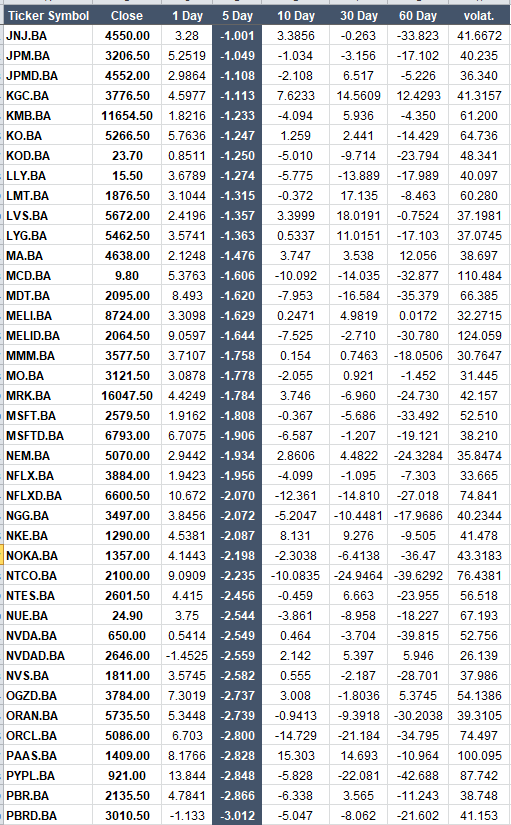 Ticker Symbol Close 1 Day 5 Day 10 Day 30 Day 60 Day volat.
JNJ.BA 4550.00 3.28 -1.001 3.3856 -0.263 -33.823 41.6672
JPM.BA 3206.50 5.2519 -1.049 -1.034 -3.156 -17.102 40.235
JPMD.BA 4552.00 2.9864 -1.108 -2.108 6.517 -5.226 36.340
KGC.BA 3776.50 4.5977 -1.113 7.6233 14.5609 12.4293 41.3157
KMB.BA 11654.50 1.8216 -1.233 -4.094 5.936 -4.350 61.200
KO.BA 5266.50 5.7636 -1.247 1.259 2.441 -14.429 64.736
KOD.BA 23.70 0.8511 -1.250 -5.010 -9.714 -23.794 48.341
LLY.BA 15.50 3.6789 -1.274 -5.775 -13.889 -17.989 40.097
LMT.BA 1876.50 3.1044 -1.315 -0.372 17.135 -8.463 60.280
LVS.BA 5672.00 2.4196 -1.357 3.3999 18.0191 -0.7524 37.1981
LYG.BA 5462.50 3.5741 -1.363 0.5337 11.0151 -17.103 37.0745
MA.BA 4638.00 2.1248 -1.476 3.747 3.538 12.056 38.697
MCD.BA 9.80 5.3763 -1.606 -10.092 -14.035 -32.877 110.484
MDT.BA 2095.00 8.493 -1.620 -7.953 -16.584 -35.379 66.385
MELI.BA 8724.00 3.3098 -1.629 0.2471 4.9819 0.0172 32.2715
MELID.BA 2064.50 9.0597 -1.644 -7.525 -2.710 -30.780 124.059
MMM.BA 3577.50 3.7107 -1.758 0.154 0.7463 -18.0506 30.7647
MO.BA 3121.50 3.0878 -1.778 -2.055 0.921 -1.452 31.445
MRK.BA 16047.50 4.4249 -1.784 3.746 -6.960 -24.730 42.157
MSFT.BA 2579.50 1.9162 -1.808 -0.367 -5.686 -33.492 52.510
MSFTD.BA 6793.00 6.7075 -1.906 -6.587 -1.207 -19.121 38.210
NEM.BA 5070.00 2.9442 -1.934 2.8606 4.4822 -24.3284 35.8474
NFLX.BA 3884.00 1.9423 -1.956 -4.099 -1.095 -7.303 33.665
NFLXD.BA 6600.50 10.672 -2.070 -12.361 -14.810 -27.018 74.841
NGG.BA 3497.00 3.8456 -2.072 -5.2047 -10.4481 -17.9686 40.2344
NKE.BA 1290.00 4.5381 -2.087 8.131 9.276 -9.505 41.478
NOKA.BA 1357.00 4.1443 -2.198 -2.3038 -6.4138 -36.47 43.3183
NTCO.BA 2100.00 9.0909 -2.235 -10.0835 -24.9464 -39.6292 76.4381
NTES.BA 2601.50 4.415 -2.456 -0.459 6.663 -23.955 56.518
NUE.BA 24.90 3.75 -2.544 -3.861 -8.958 -18.227 67.193
NVDA.BA 650.00 0.5414 -2.549 0.464 -3.704 -39.815 52.756
NVDAD.BA 2646.00 -1.4525 -2.559 2.142 5.397 5.946 26.139
NVS.BA 1811.00 3.5745 -2.582 0.555 -2.187 -28.701 37.986
OGZD.BA 3784.00 7.3019 -2.737 3.008 -1.8036 5.3745 54.1386
ORAN.BA 5735.50 5.3448 -2.739 -0.9413 -9.3918 -30.2038 39.3105
ORCL.BA 5086.00 6.703 -2.800 -14.729 -21.184 -34.795 74.497
PAAS.BA 1409.00 8.1766 -2.828 15.303 14.693 -10.964 100.095
PYPL.BA 921.00 13.844 -2.848 -5.828 -22.081 -42.688 87.742
PBR.BA 2135.50 4.7841 -2.866 -6.338 3.565 -11.243 38.748
PBRD.BA 3010.50 -1.133 -3.012 -5.047 -8.062 -21.602 41.153